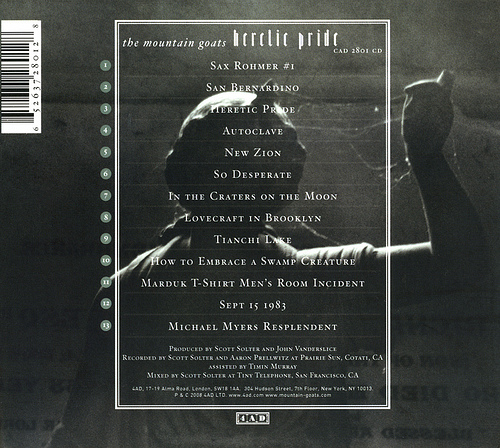 the mountain goats heretic pride
CAD 2801 CD
1 Sax Rohmer #1
2 San Bernardino
3 Heretic Pride
4 Autoclave
5 New Zion
6 So Desperate
7 In the Craters on the Moon
8 Lovecraft in Brooklyn
9 Tianchi Lake
10 How to Embrace a Swamp Creature
11 Marduk T-Shirt Men's Room Incident
12 Sept 15 1983
13 Michael Myers Resplendent
Produced by Scott Solter and John Vanderslice
Recorded by Scott Solter and Aaron Prellwitz at Prairie Sun, Cotati, CA
assisted by Timin Murray
Mixed by Scott Solter at Tiny Telephone, San Francisco, CA
4AD, 17-19 Alma Road, London, SW18 1AA. 304 Hudson Street, 7th Floor, New York, NY 10013.
P & C 2008 4AD LTD. www.4ad.com www.mountain-goats.com
4AD
6 52637 28012 8